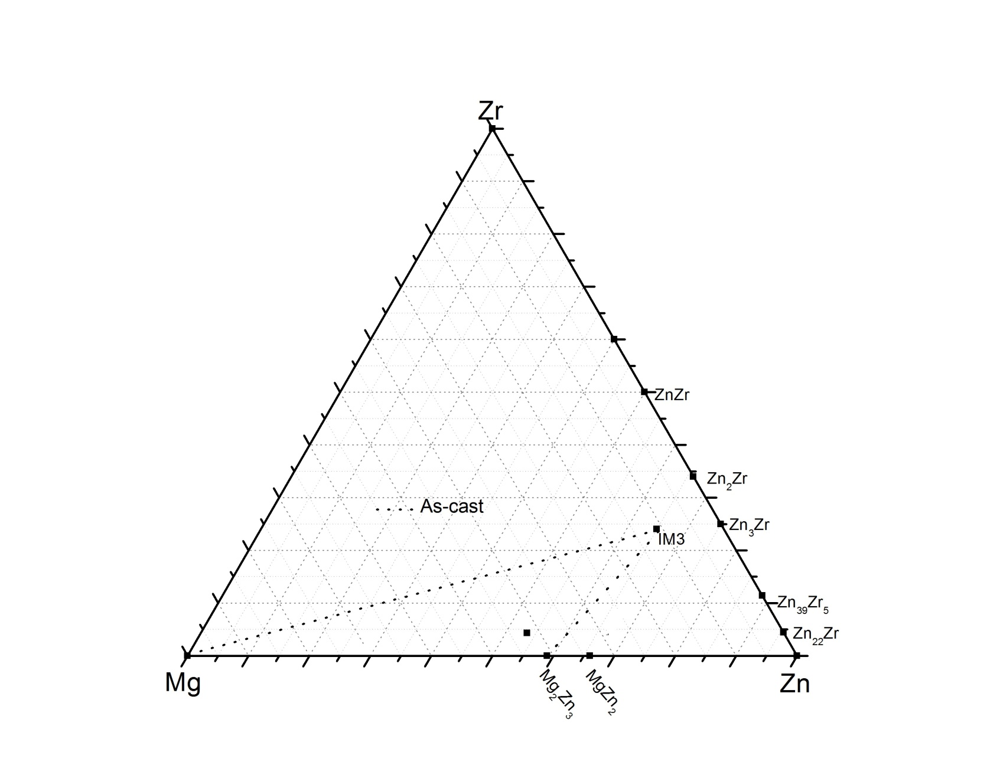 Zr
ZnZr
Zn2Zr
As-cast
Zn3Zr
IM3
Zn39Zr5
Zn22Zr
Mg
Zn
Mg2Zn3
MgZn2